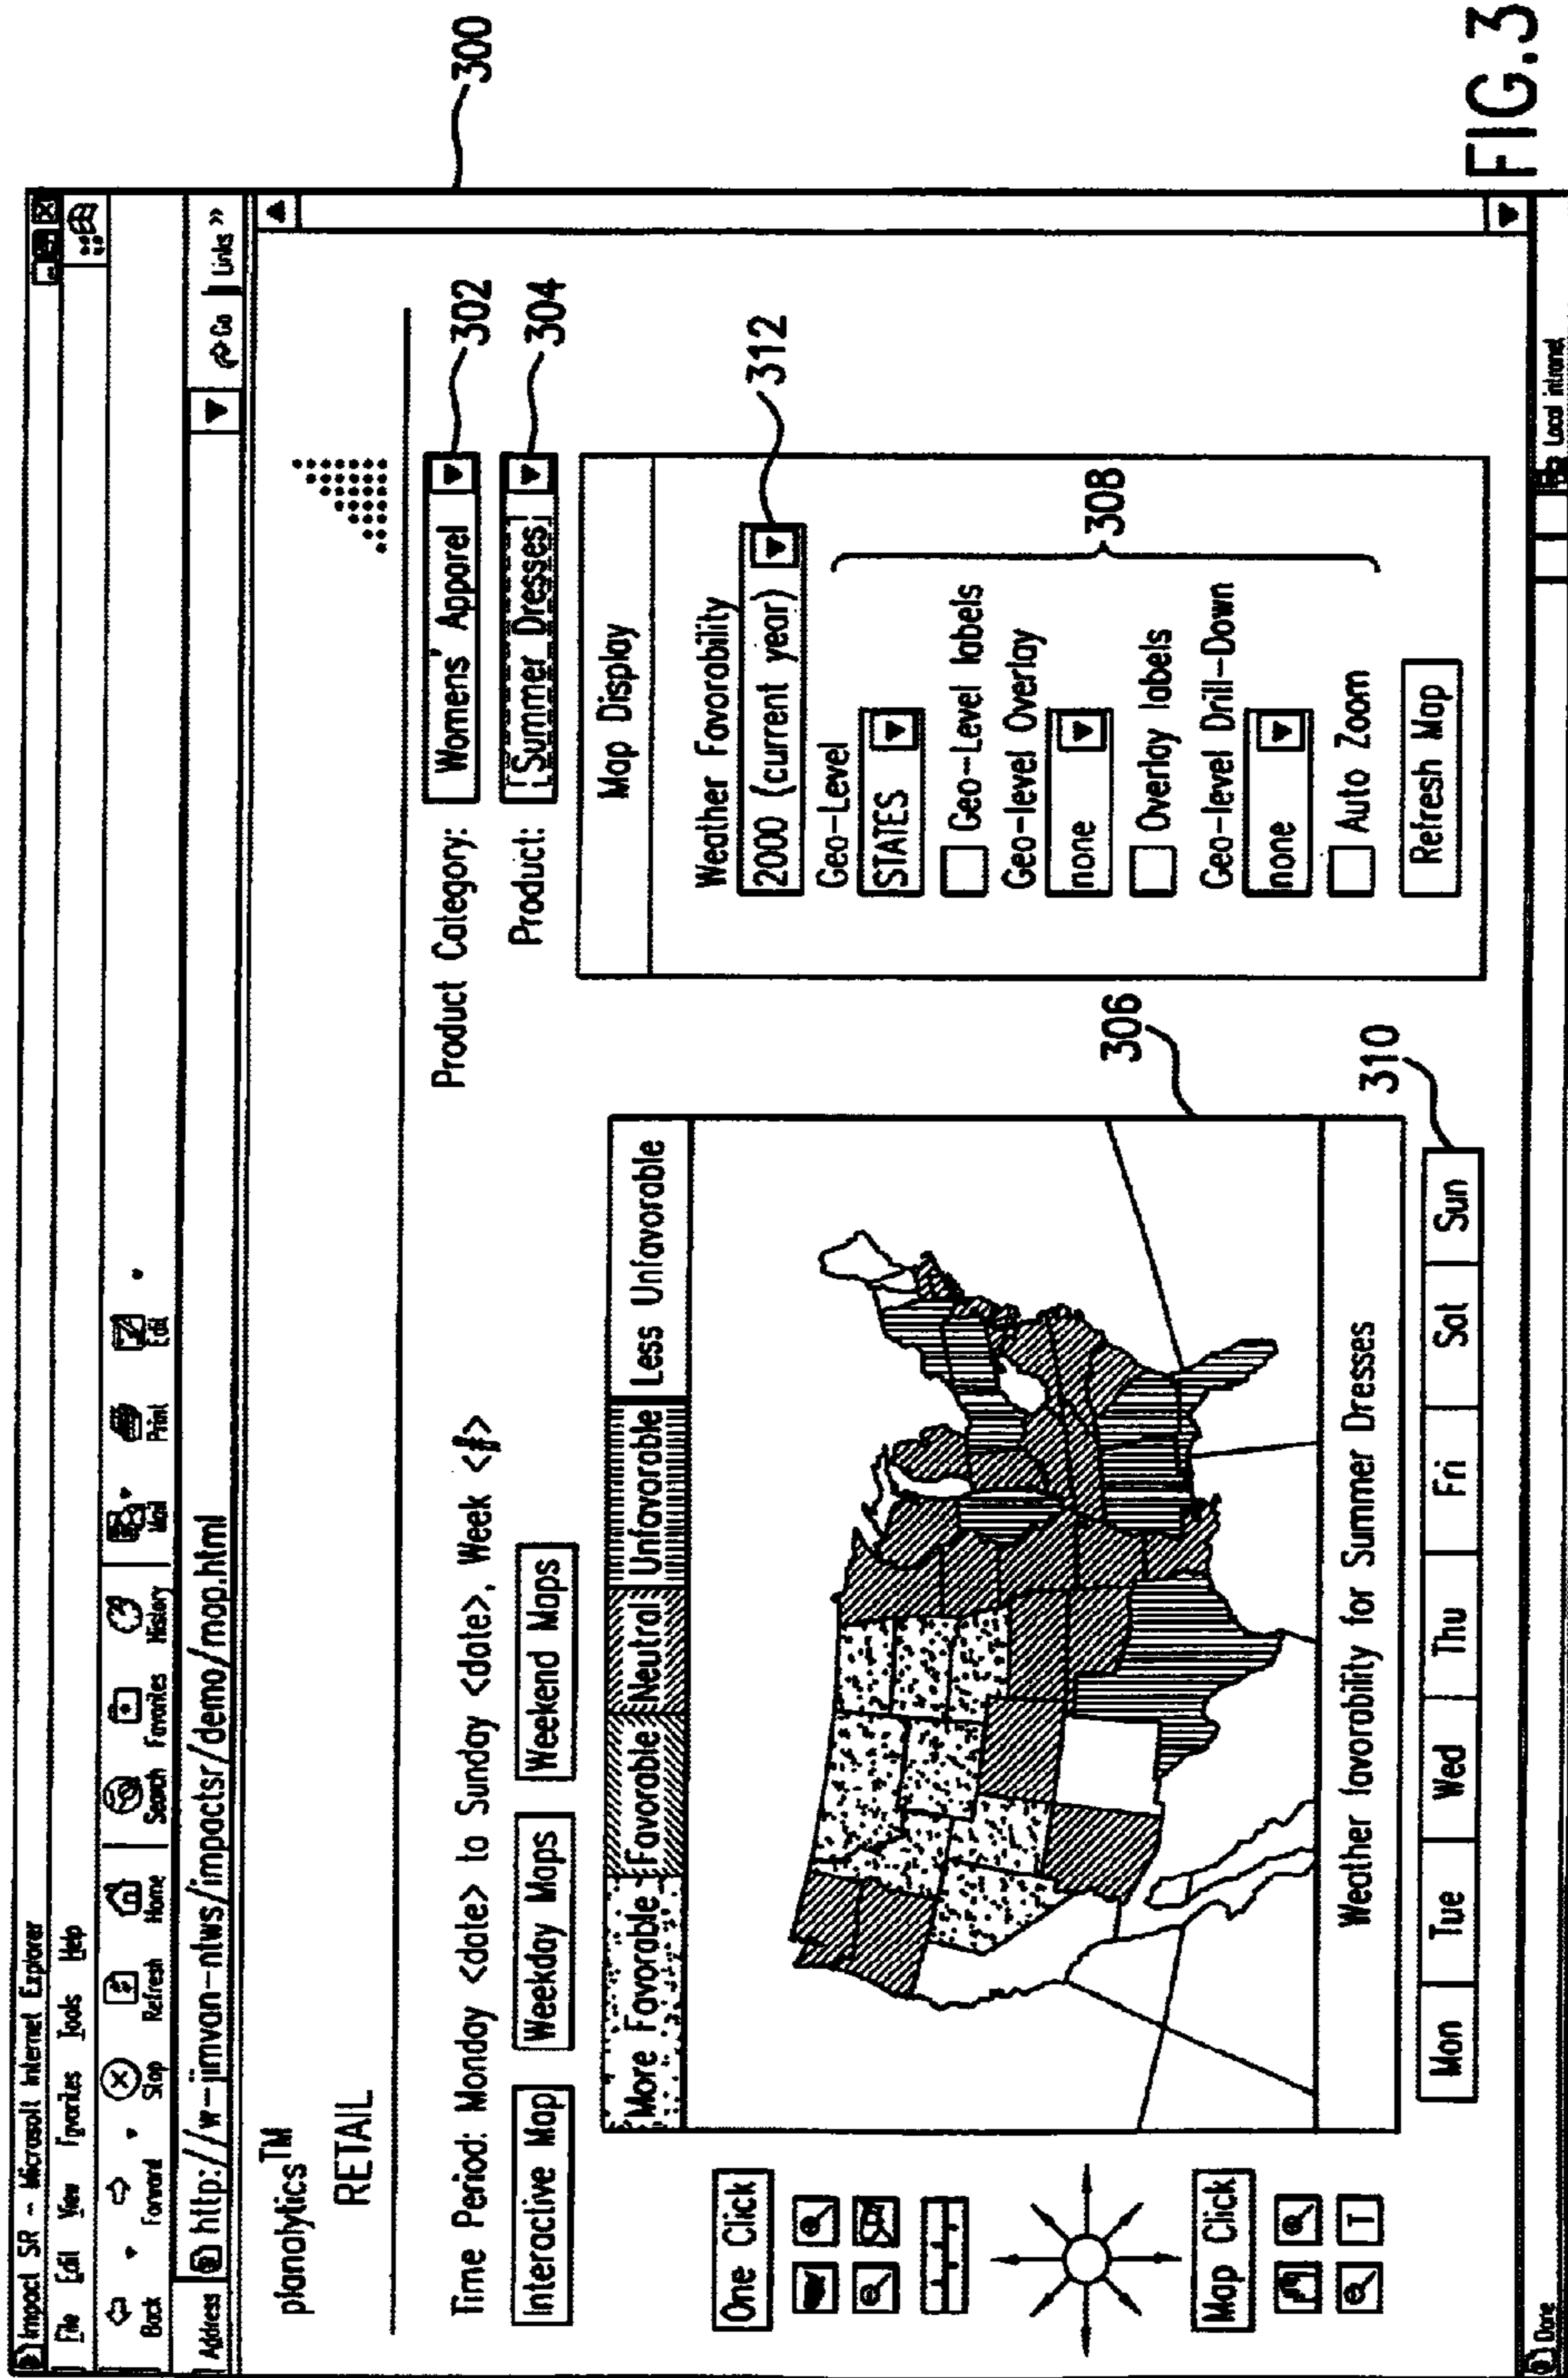 Impact SR - Microsoft Internet Explorer
File Edit View Favorites Tools Help
Back Forward Stop Refresh Home Search Favorites History Mail Print Edit
Address http://w-jimvan-ntws/impactsr/demo/map.html Go Links »
planalytics™
RETAIL
Time Period: Monday <date> to Sunday <date>, Week <#>
Product Category: Womens' Apparel
302
Product: Summer Dresses
304
Interactive Map Weekday Maps Weekend Maps
More Favorable Favorable Neutral Unfavorable Less Unfavorable
Weather favorability for Summer Dresses
306
Mon Tue Wed Thu Fri Sat Sun
310
One Click
Map Click
T
Map Display
Weather Favorability
2000 (current year)
312
Geo-Level
STATES
Geo-Level labels
Geo-level Overlay
none
Overlay labels
Geo-level Drill-Down
none
Auto Zoom
308
Refresh Map
Done
Local intranet
300
FIG.3